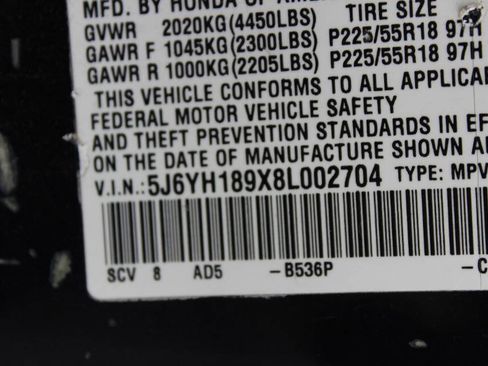 MFD. BY HONDA OF
GVWR 2020KG(4450LBS) TIRE SIZE
GAWR F 1045KG(2300LBS) P225/55R18 97H
GAWR R 1000KG(2205LBS) P225/55R18 97H
THIS VEHICLE CONFORMS TO ALL
FEDERAL MOTOR VEHICLE SAFETY
AND THEFT PREVENTION STANDARDS IN
ON THE DATE OF MANUFACTURE SHOWN
V.I.N.:5J6YH189X8L002704 TYPE: MPV
SCV 8 AD5 -B536P -C